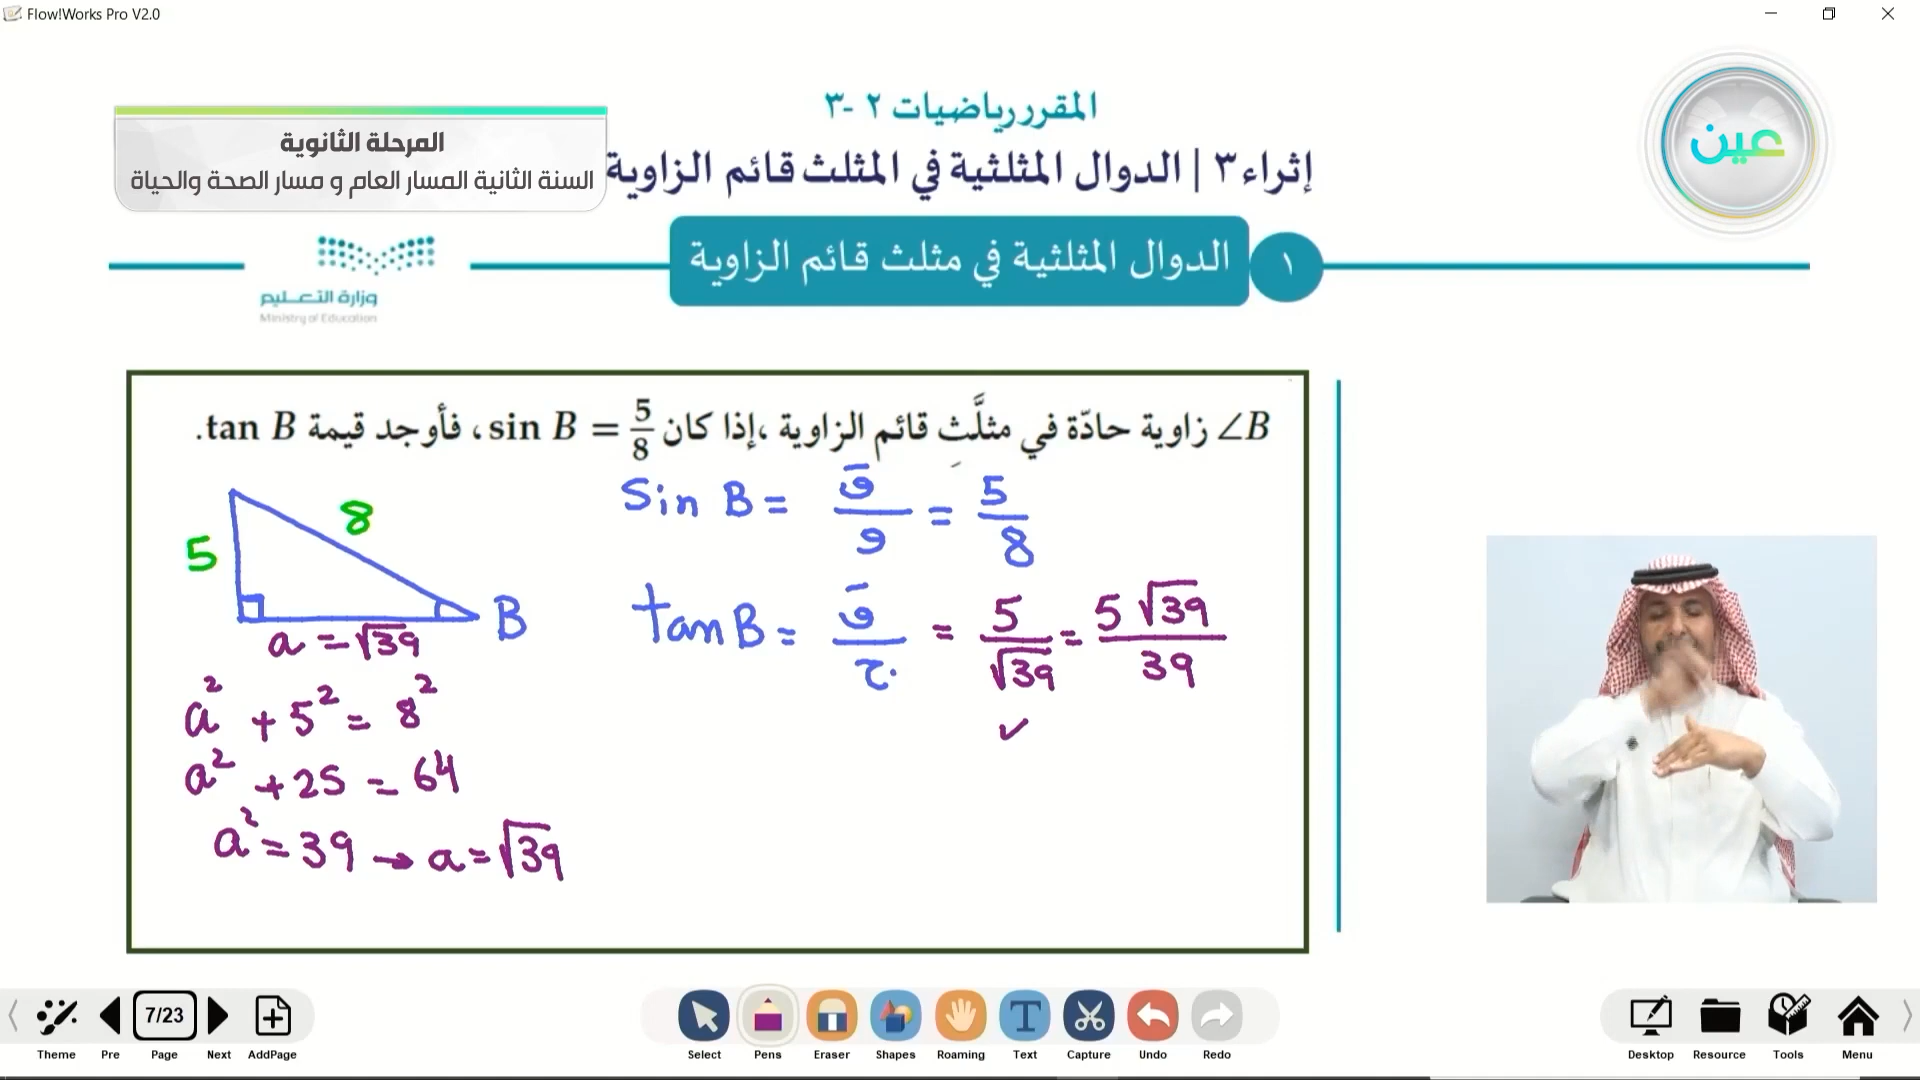 Flow!Works Pro V2.0
المقرر رياضيات ٢ -٣
إثراء ٣ | الدوال المثلثية في المثلث قائم الزاوية
المرحلة الثانوية
السنة الثانية المسار العام و مسار الصحة والحياة
عين
١ الدوال المثلثية في مثلث قائم الزاوية
وزارة التعـــليم
Ministry of Education
∠B زاوية حادّة في مثلَّثِ قائم الزاوية ،إذا كان sin B = 5/8 ، فأوجد قيمة tan B.
Sin B = ق/و = 5/8
tan B = ق/ج = 5/√39 = 5√39/39 ✓
5
8
B
a = √39
a² + 5² = 8²
a² + 25 = 64
a² = 39 → a = √39
7/23
Theme Pre Page Next AddPage
Select Pens Eraser Shapes Roaming Text Capture Undo Redo
Desktop Resource Tools Menu